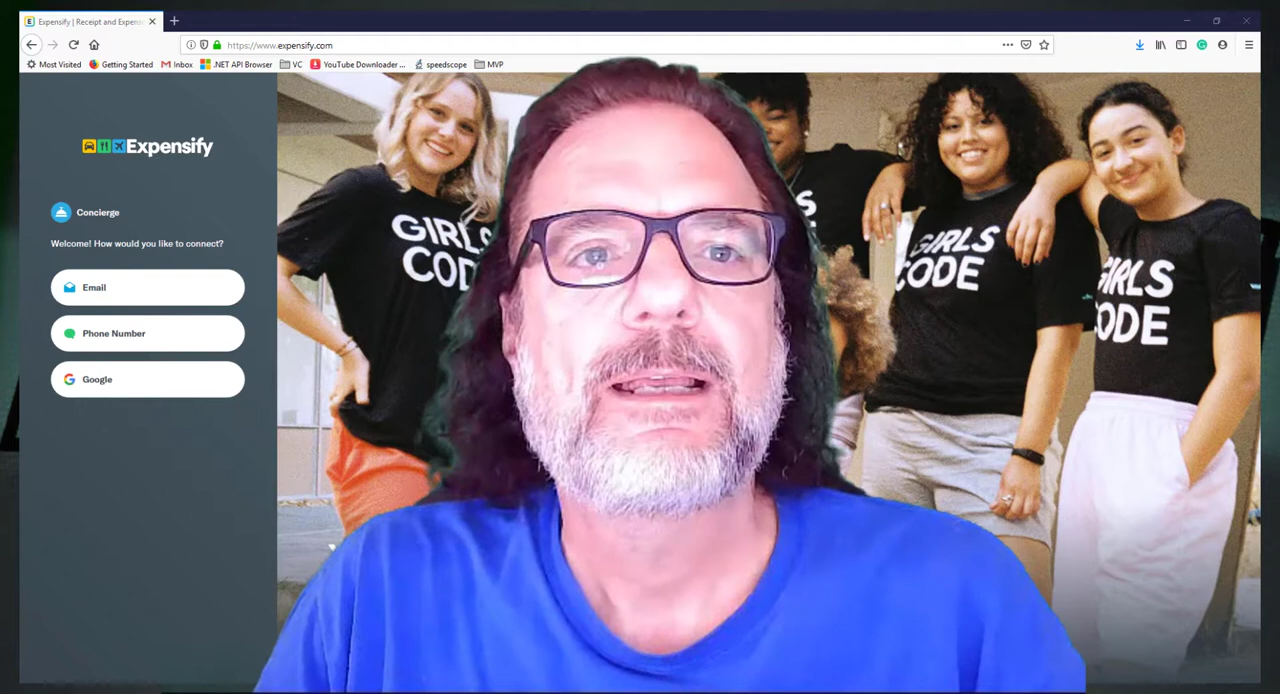 Expensify | Receipt and Expens
https://www.expensify.com
Most Visited Getting Started Inbox .NET API Browser VC YouTube Downloader ... speedscope MVP
Expensify
Concierge
Welcome! How would you like to connect?
Email
Phone Number
Google
GIRLS
COD
S
GIRLS
CODE
GIRLS
CODE